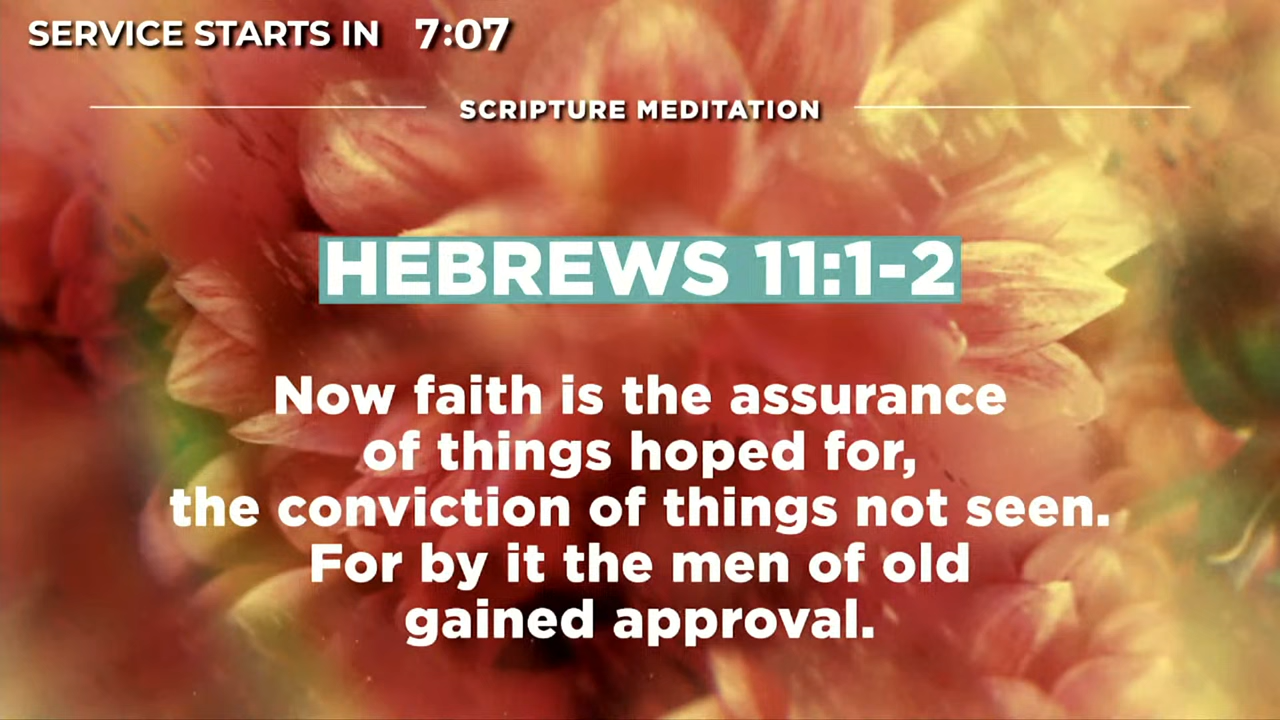 SERVICE STARTS IN 7:07
SCRIPTURE MEDITATION
HEBREWS 11:1-2
Now faith is the assurance
of things hoped for,
the conviction of things not seen.
For by it the men of old
gained approval.